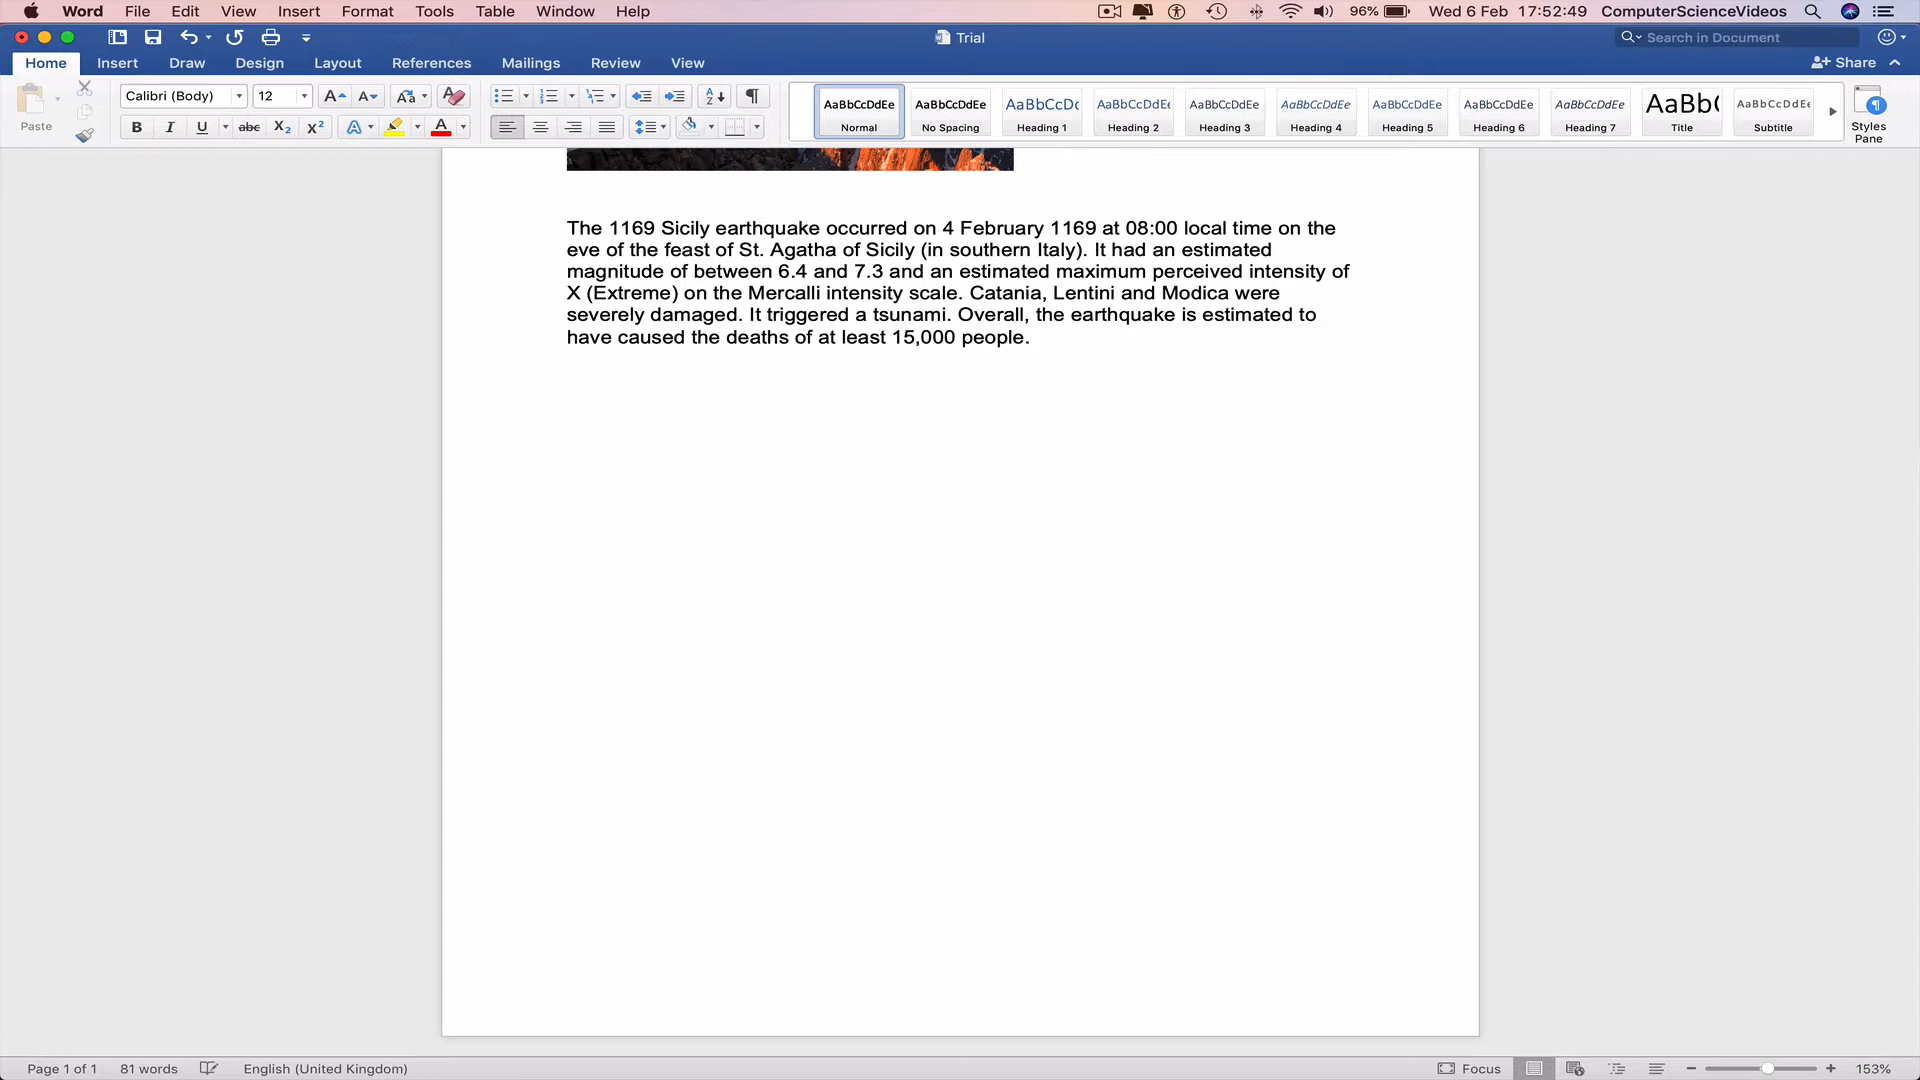 Word File Edit View Insert Format Tools Table Window Help 96% Wed 6 Feb 17:52:49 ComputerScienceVideos
Trial Search in Document
Home Insert Draw Design Layout References Mailings Review View Share
Paste Calibri (Body) 12 Styles Pane
AaBbCcDdEe AaBbCcDdEe AaBbCcDc AaBbCcDdEe AaBbCcDdEe AaBbCcDdEe AaBbCcDdEe AaBbCcDdEe AaBbCcDdEe AaBb( AaBbCcDdEe
Normal No Spacing Heading 1 Heading 2 Heading 3 Heading 4 Heading 5 Heading 6 Heading 7 Title Subtitle
B I U abc X2 X2 A A
The 1169 Sicily earthquake occurred on 4 February 1169 at 08:00 local time on the
eve of the feast of St. Agatha of Sicily (in southern Italy). It had an estimated
magnitude of between 6.4 and 7.3 and an estimated maximum perceived intensity of
X (Extreme) on the Mercalli intensity scale. Catania, Lentini and Modica were
severely damaged. It triggered a tsunami. Overall, the earthquake is estimated to
have caused the deaths of at least 15,000 people.
Page 1 of 1 81 words English (United Kingdom) Focus 153%